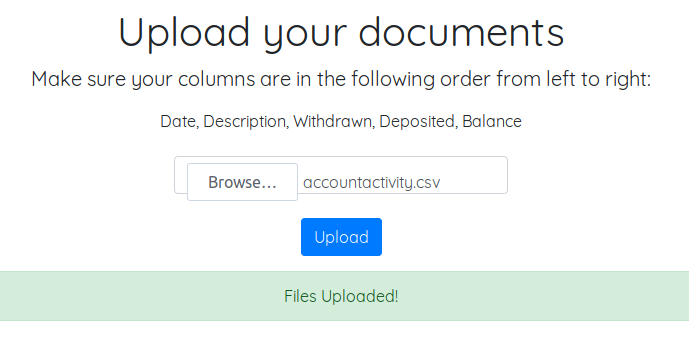 Upload your documents
Make sure your columns are in the following order from left to right:
Date, Description, Withdrawn, Deposited, Balance
Browse... accountactivity.csv
Upload
Files Uploaded!